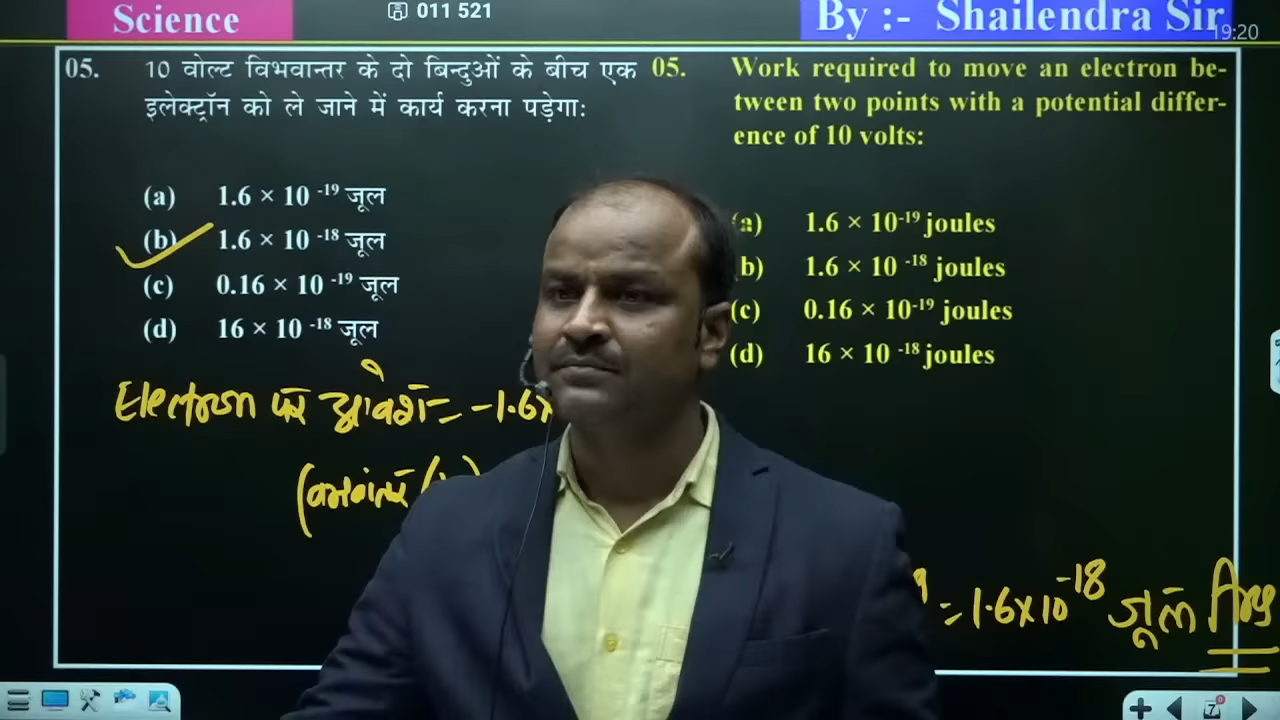 Science
011 521
By :- Shailendra Sir
19:20
05. 10 वोल्ट विभवान्तर के दो बिन्दुओं के बीच एक
इलेक्ट्रॉन को ले जाने में कार्य करना पड़ेगाः
(a) 1.6 × 10 -19 जूल
(b) 1.6 × 10 -18 जूल
(c) 0.16 × 10 -19 जूल
(d) 16 × 10 -18 जूल
05. Work required to move an electron be-
tween two points with a potential differ-
ence of 10 volts:
a) 1.6 × 10-19 joules
b) 1.6 × 10 -18 joules
(c) 0.16 × 10-19 joules
(d) 16 × 10 -18 joules
Electron पर आवेश = -1.6×
= 1.6×10-18 जूल Ans
7